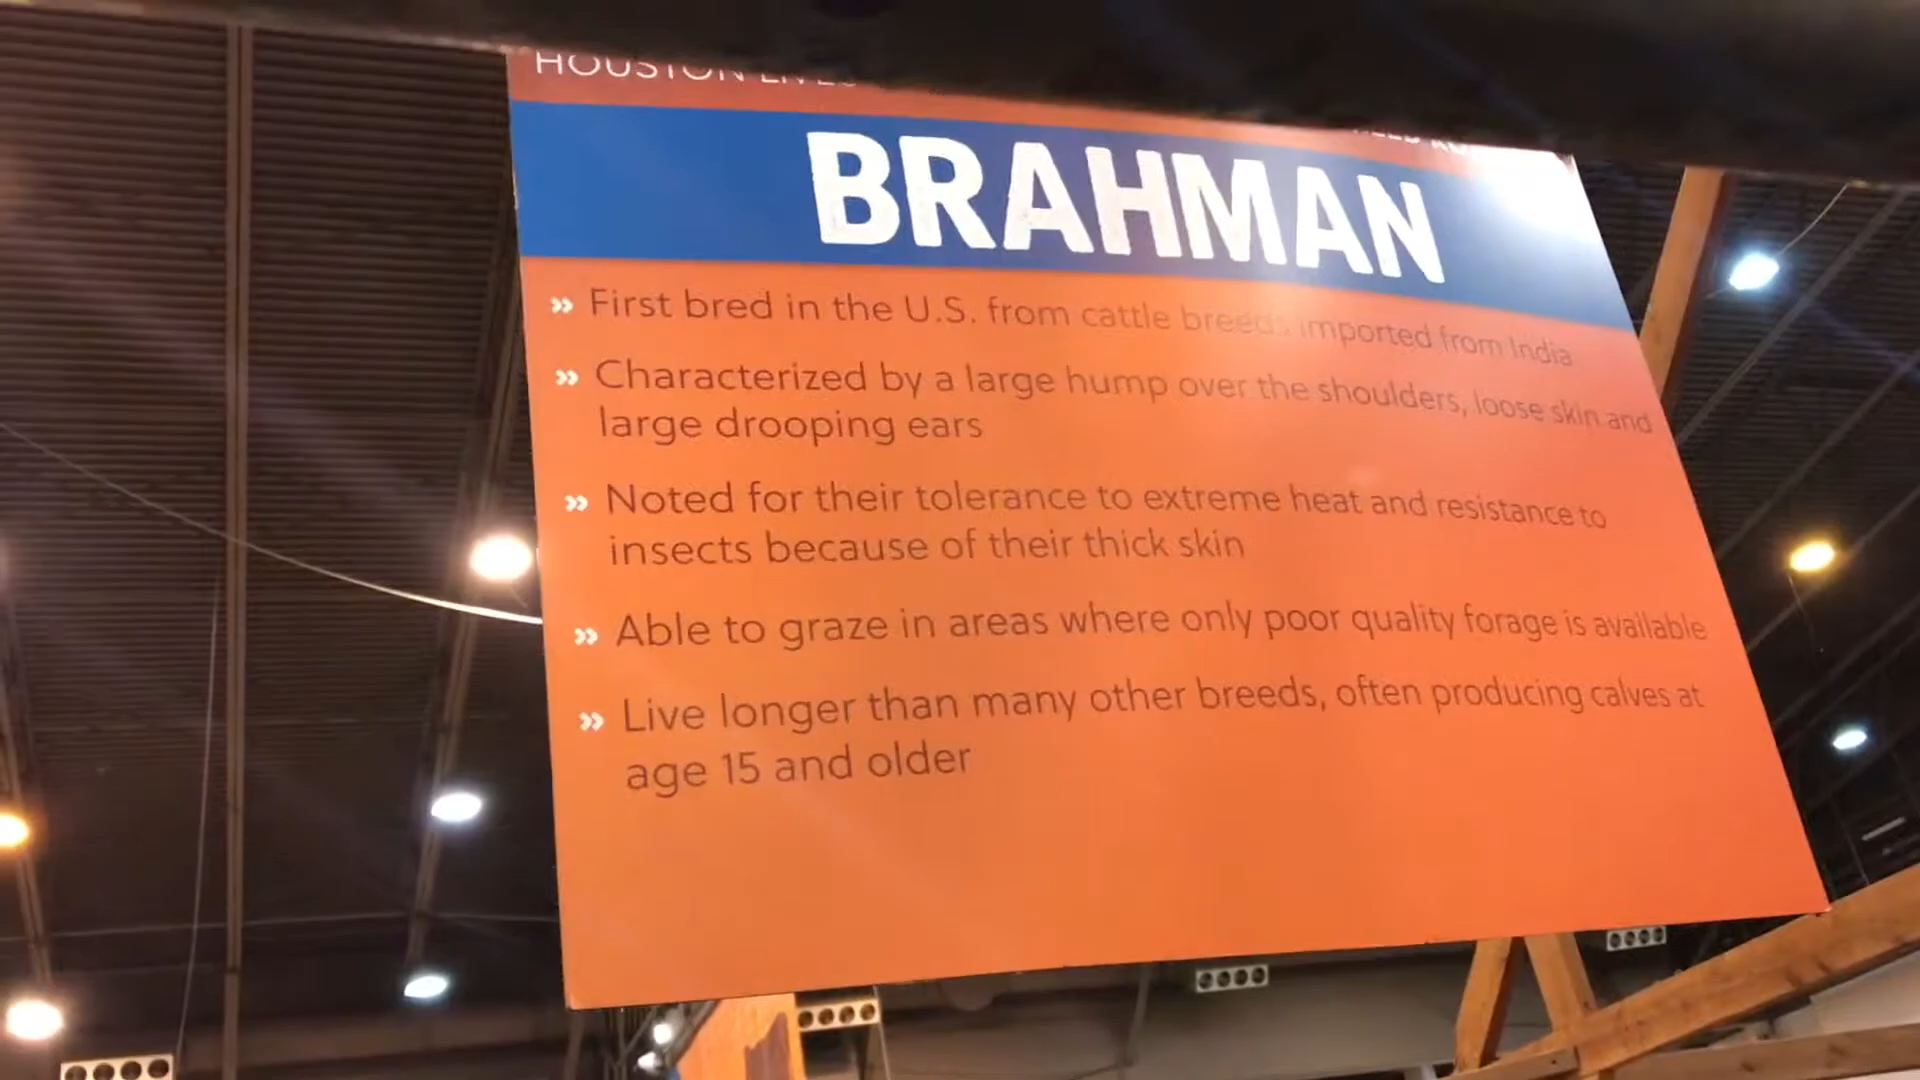 HOUSTON
BRAHMAN
» First bred in the U.S. from cattle breeds imported from India
» Characterized by a large hump over the shoulders, loose skin and
large drooping ears
» Noted for their tolerance to extreme heat and resistance to
insects because of their thick skin
» Able to graze in areas where only poor quality forage is available
» Live longer than many other breeds, often producing calves at
age 15 and older